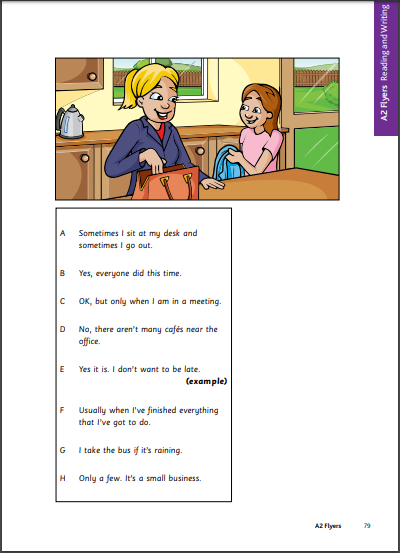 A2 Flyers Reading and Writing
A Sometimes I sit at my desk and
sometimes I go out.
B Yes, everyone did this time.
C OK, but only when I am in a meeting.
D No, there aren't many cafés near the
office.
E Yes it is. I don't want to be late.
(example)
F Usually when I've finished everything
that I've got to do.
G I take the bus if it's raining.
H Only a few. It's a small business.
A2 Flyers 79